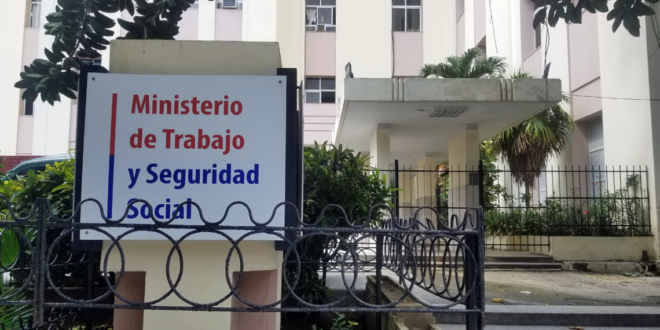 Ministerio
de Trabajo
y Seguridad
Social